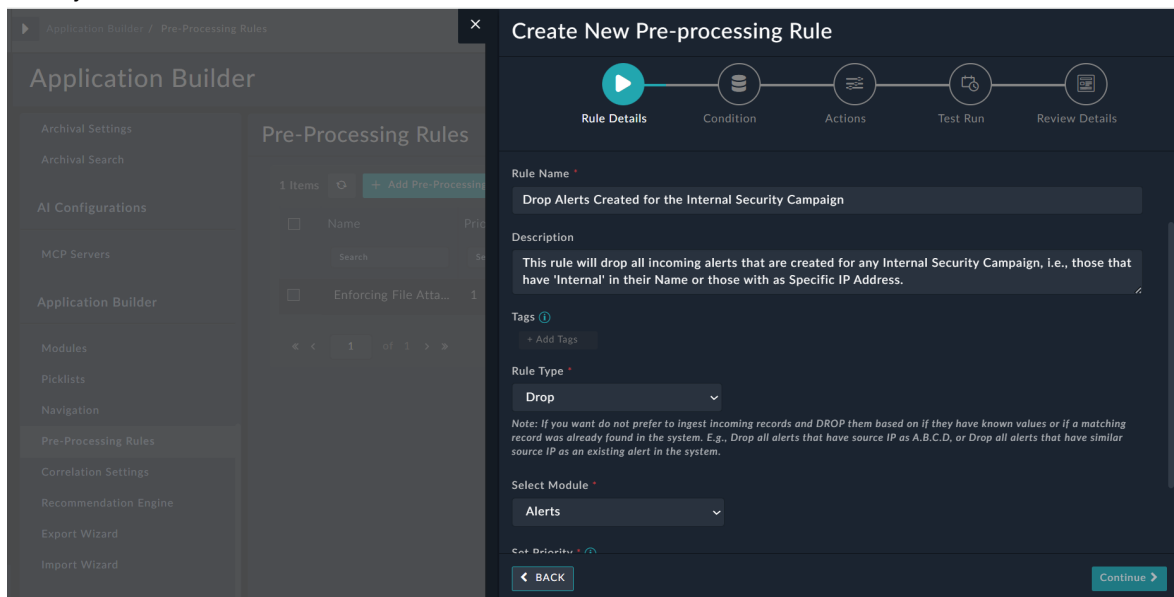 Application Builder / Pre-Processing Rules
Application Builder
Archival Settings
Archival Search
AI Configurations
MCP Servers
Application Builder
Modules
Picklists
Navigation
Pre-Processing Rules
Correlation Settings
Recommendation Engine
Export Wizard
Import Wizard
Pre-Processing Rules
1 Items
+ Add Pre-Processing
Name
Search
Enforcing File Atta... 1
« < 1 of 1 > »
×
Create New Pre-processing Rule
Rule Details
Condition
Actions
Test Run
Review Details
Rule Name *
Drop Alerts Created for the Internal Security Campaign
Description
This rule will drop all incoming alerts that are created for any Internal Security Campaign, i.e., those that
have 'Internal' in their Name or those with as Specific IP Address.
Tags
+ Add Tags
Rule Type *
Drop
Note: If you want do not prefer to ingest incoming records and DROP them based on if they have known values or if a matching
record was already found in the system. E.g., Drop all alerts that have source IP as A.B.C.D, or Drop all alerts that have similar
source IP as an existing alert in the system.
Select Module *
Alerts
Set Priority *
BACK
Continue